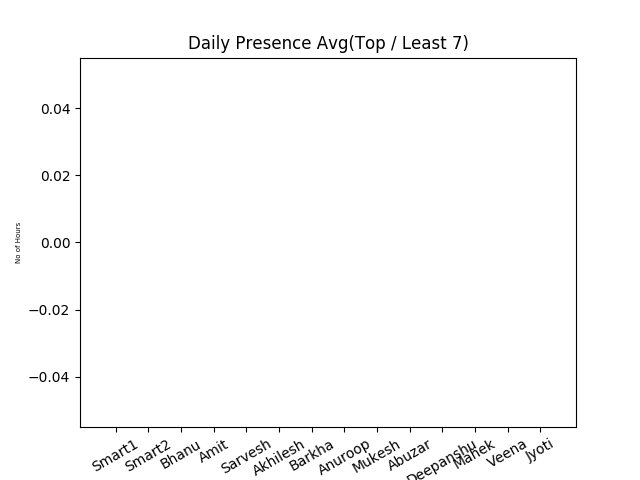 Daily Presence Avg(Top / Least 7)
0.04
0.02
0.00
−0.02
−0.04
No of Hours
Smart1
Smart2
Bhanu
Amit
Sarvesh
Akhilesh
Barkha
Anuroop
Mukesh
Abuzar
Deepanshu
Manek
Veena
Jyoti